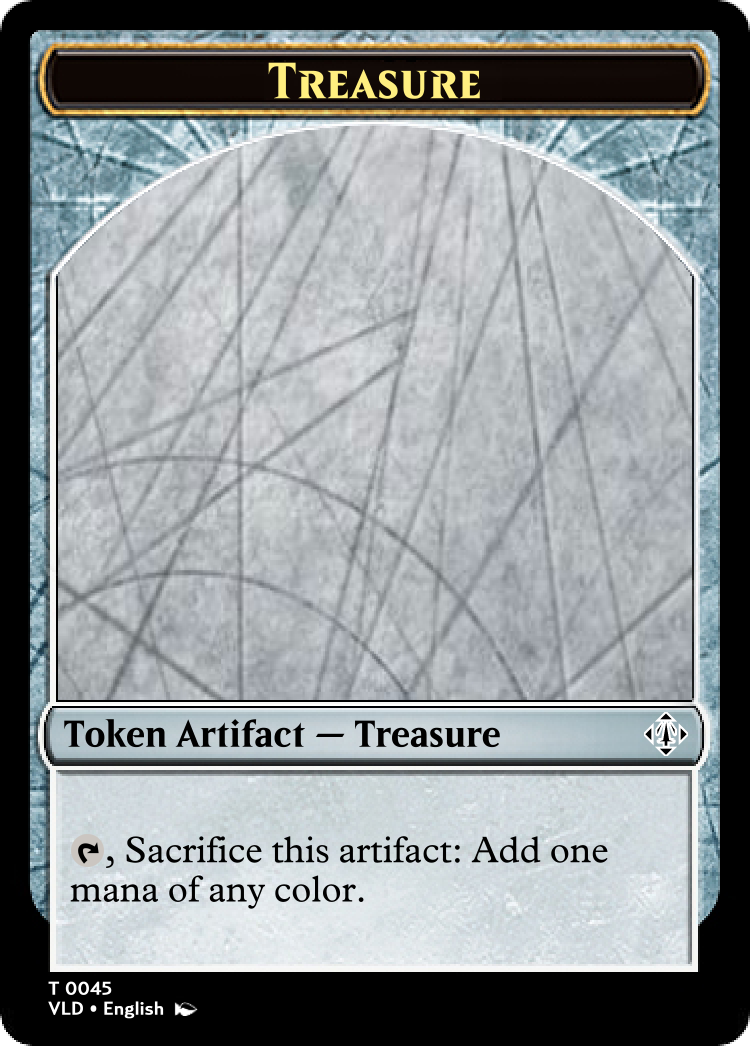 Treasure
Token Artifact — Treasure
, Sacrifice this artifact: Add one
mana of any color.
T 0045
VLD • English